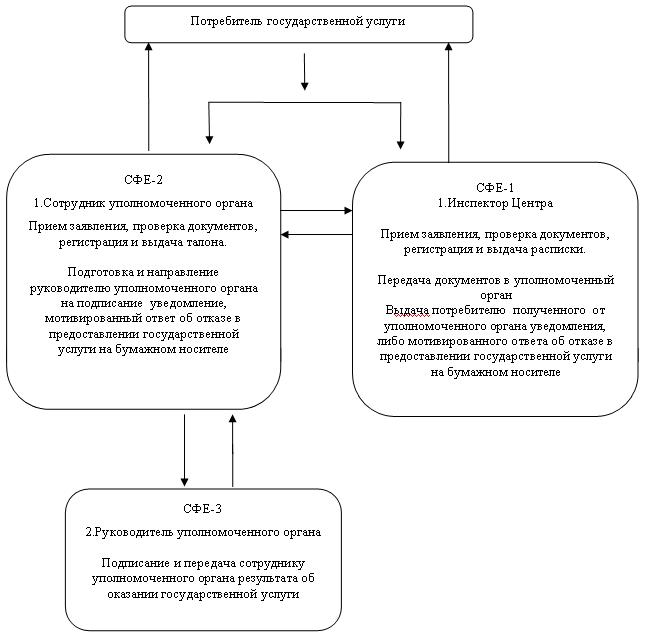 Потребитель государственной услуги
СФЕ-2
1.Сотрудник уполномоченного органа
Прием заявления, проверка документов,
регистрация и выдача талона.
Подготовка и направление
руководителю уполномоченного органа
на подписание уведомление,
мотивированный ответ об отказе в
предоставлении государственной
услуги на бумажном носителе
СФЕ-1
1.Инспектор Центра
Прием заявления, проверка документов,
регистрация и выдача расписки.
Передача документов в уполномоченный
орган
Выдача потребителю полученного от
уполномоченного органа уведомления,
либо мотивированного ответа об отказе в
предоставлении государственной услуги
на бумажном носителе
СФЕ-3
2.Руководитель уполномоченного органа
Подписание и передача сотруднику
уполномоченного органа результата об
оказании государственной услуги